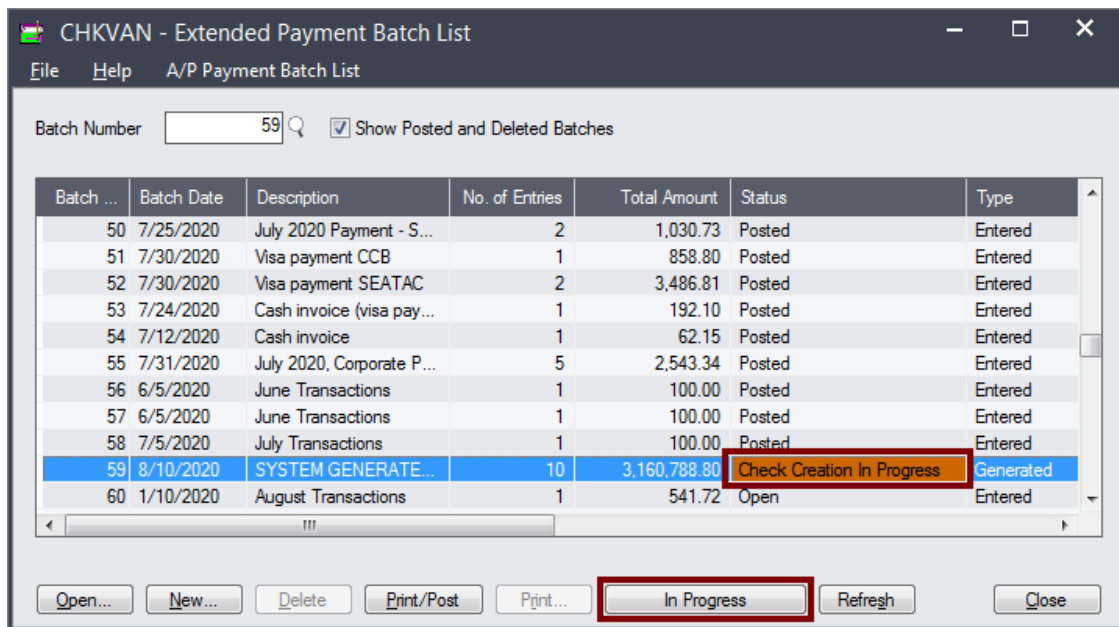 CHKVAN - Extended Payment Batch List
File Help A/P Payment Batch List
Batch Number 59 Show Posted and Deleted Batches
Batch ... Batch Date Description No. of Entries Total Amount Status Type
50 7/25/2020 July 2020 Payment - S... 2 1,030.73 Posted Entered
51 7/30/2020 Visa payment CCB 1 858.80 Posted Entered
52 7/30/2020 Visa payment SEATAC 2 3,486.81 Posted Entered
53 7/24/2020 Cash invoice (visa pay... 1 192.10 Posted Entered
54 7/12/2020 Cash invoice 1 62.15 Posted Entered
55 7/31/2020 July 2020, Corporate P... 5 2,543.34 Posted Entered
56 6/5/2020 June Transactions 1 100.00 Posted Entered
57 6/5/2020 June Transactions 1 100.00 Posted Entered
58 7/5/2020 July Transactions 1 100.00 Posted Entered
59 8/10/2020 SYSTEM GENERATE... 10 3,160,788.80 Check Creation In Progress Generated
60 1/10/2020 August Transactions 1 541.72 Open Entered
Open... New... Delete Print/Post Print... In Progress Refresh Close